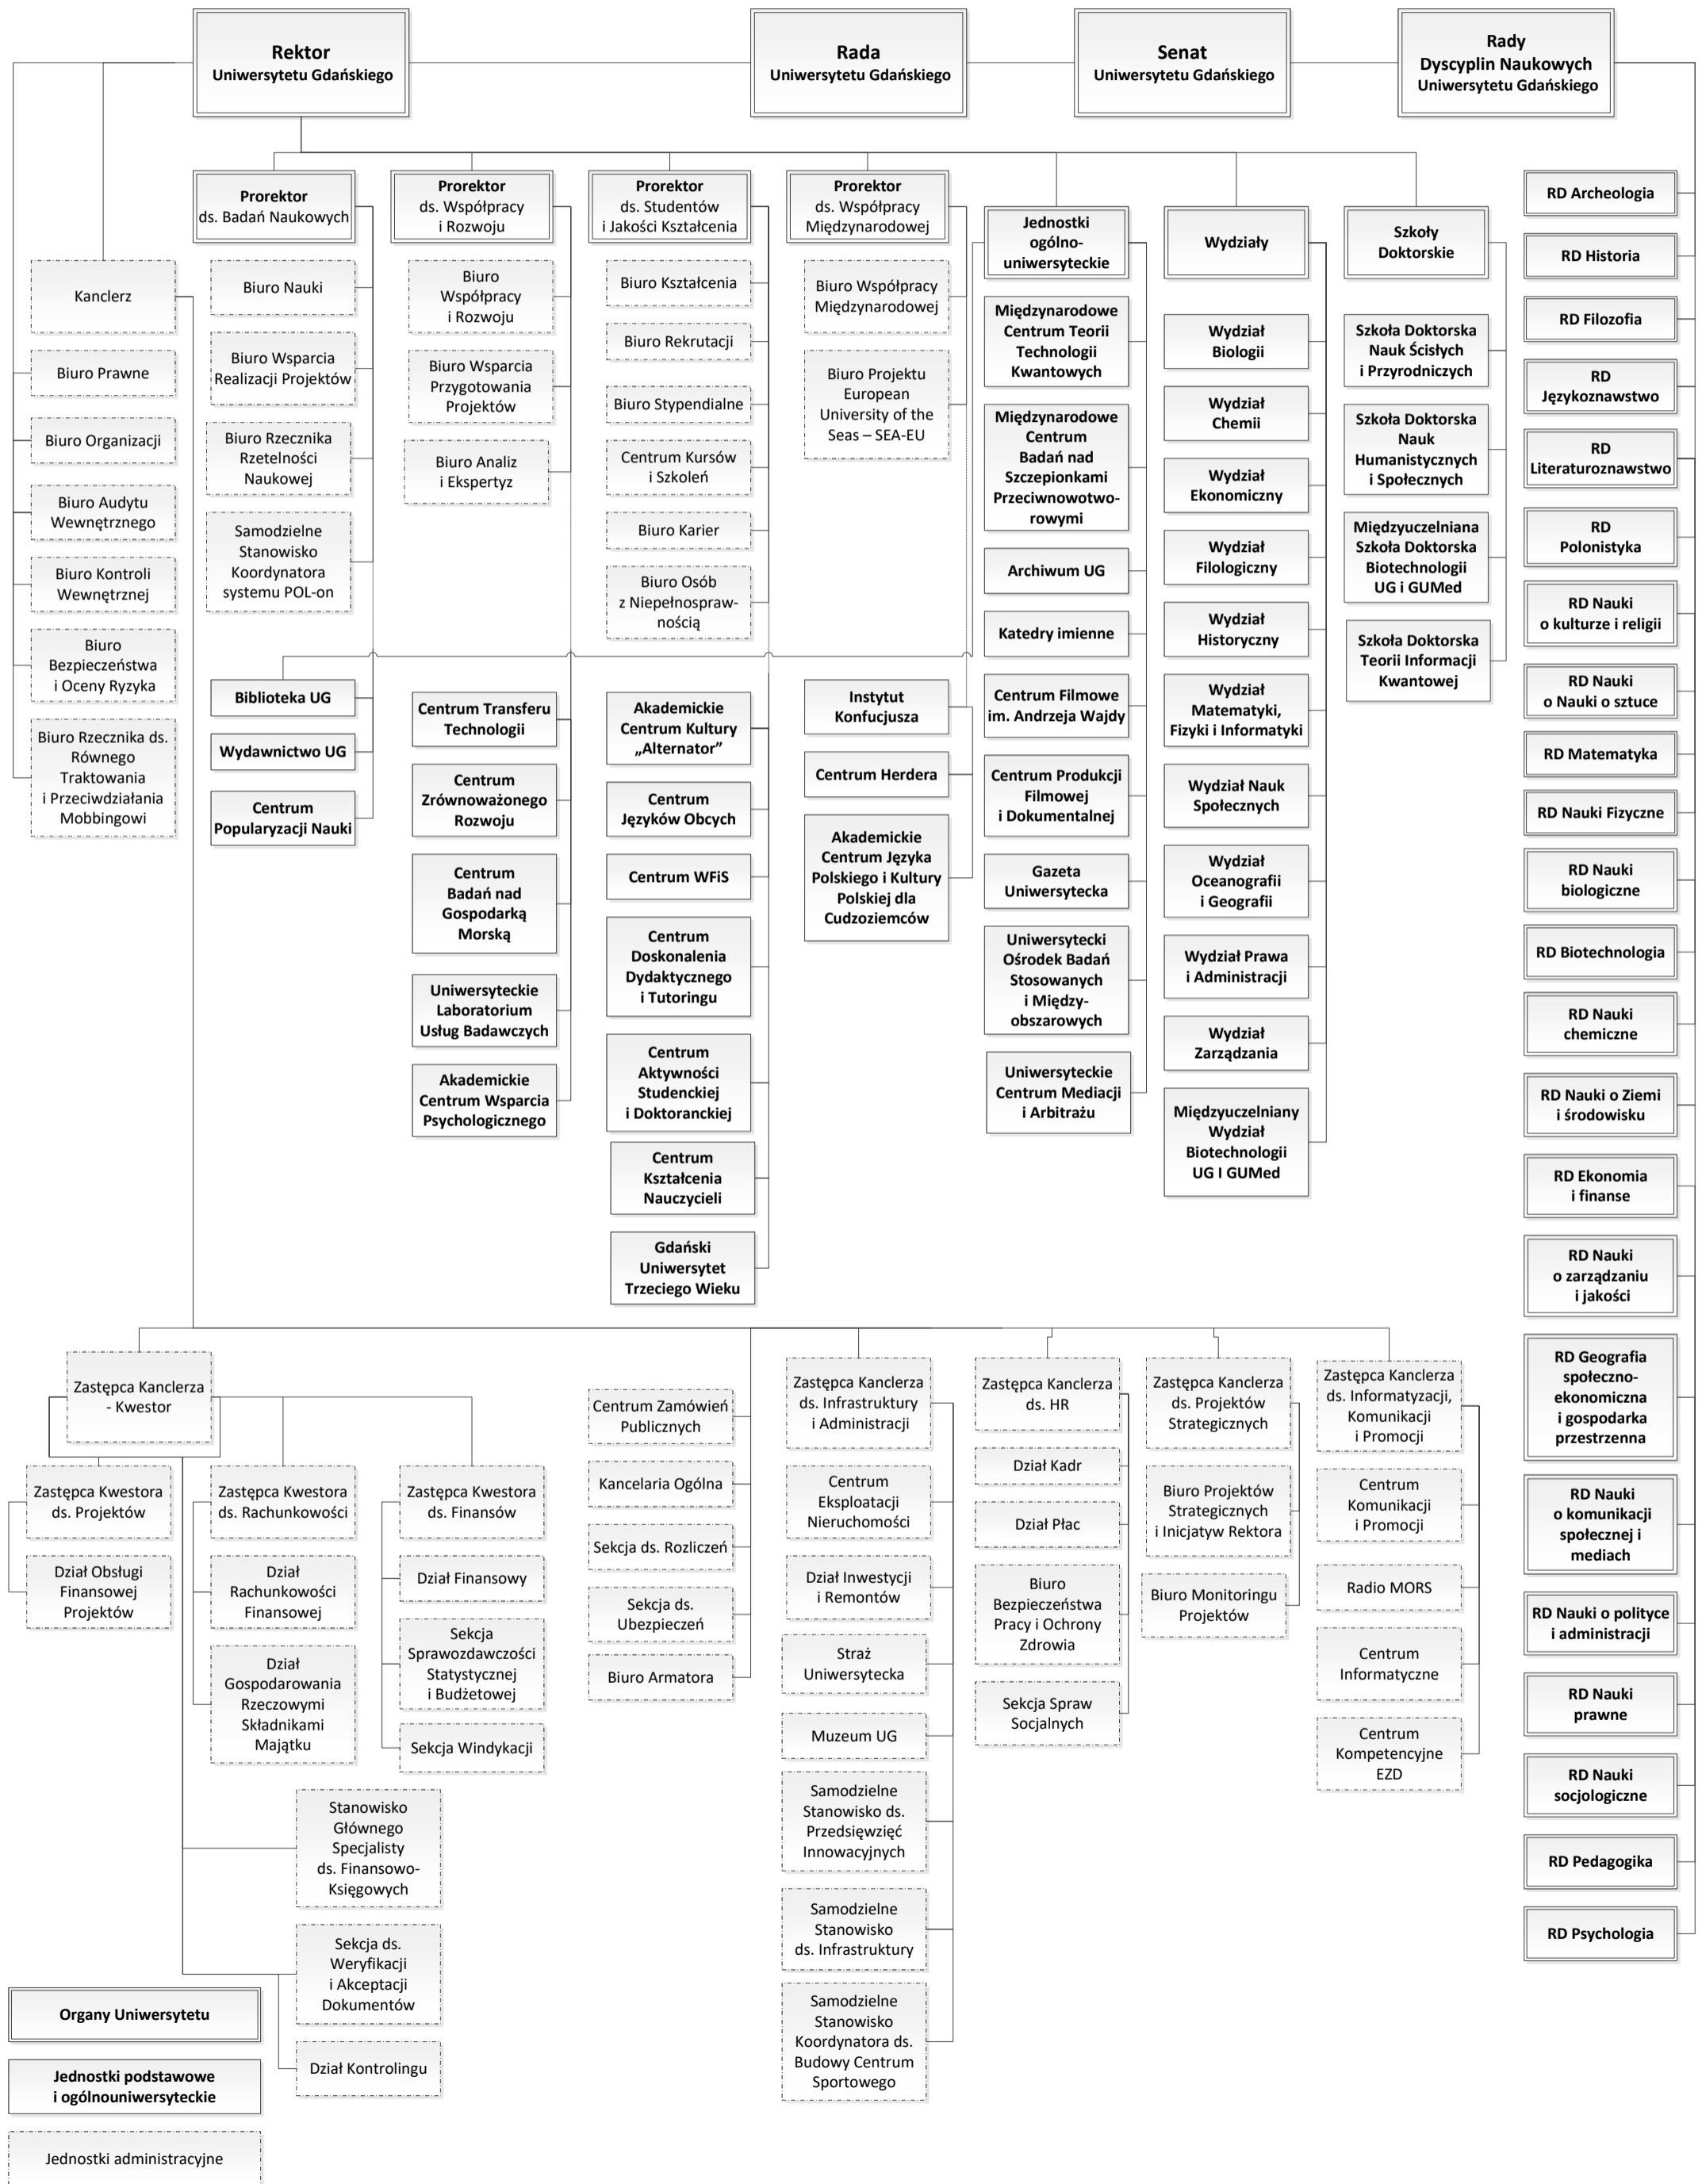 Rektor
Uniwersytetu Gdańskiego
Rada
Uniwersytetu Gdańskiego
Senat
Uniwersytetu Gdańskiego
Rady
Dyscyplin Naukowych
Uniwersytetu Gdańskiego
Kanclerz
Biuro Prawne
Biuro Organizacji
Biuro Audytu
Wewnętrznego
Biuro Kontroli
Wewnętrznej
Biuro
Bezpieczeństwa
i Oceny Ryzyka
Biuro Rzecznika ds.
Równego
Traktowania
i Przeciwdziałania
Mobbingowi
Prorektor
ds. Badań Naukowych
Biuro Nauki
Biuro Wsparcia
Realizacji Projektów
Biuro Rzecznika
Rzetelności
Naukowej
Samodzielne
Stanowisko
Koordynatora
systemu POL-on
Biblioteka UG
Wydawnictwo UG
Centrum
Popularyzacji Nauki
Prorektor
ds. Współpracy
i Rozwoju
Biuro
Współpracy
i Rozwoju
Biuro Wsparcia
Przygotowania
Projektów
Biuro Analiz
i Ekspertyz
Centrum Transferu
Technologii
Centrum
Zrównoważonego
Rozwoju
Centrum
Badań nad
Gospodarką
Morską
Uniwersyteckie
Laboratorium
Usług Badawczych
Akademickie
Centrum Wsparcia
Psychologicznego
Prorektor
ds. Studentów
i Jakości Kształcenia
Biuro Kształcenia
Biuro Rekrutacji
Biuro Stypendialne
Centrum Kursów
i Szkoleń
Biuro Karier
Biuro Osób
z Niepełnospraw-
nością
Akademickie
Centrum Kultury
„Alternator”
Centrum
Języków Obcych
Centrum WFiS
Centrum
Doskonalenia
Dydaktycznego
i Tutoringu
Centrum
Aktywności
Studenckiej
i Doktoranckiej
Centrum
Kształcenia
Nauczycieli
Gdański
Uniwersytet
Trzeciego Wieku
Prorektor
ds. Współpracy
Międzynarodowej
Biuro Współpracy
Międzynarodowej
Biuro Projektu
European
University of the
Seas – SEA-EU
Instytut
Konfucjusza
Centrum Herdera
Akademickie
Centrum Języka
Polskiego i Kultury
Polskiej dla
Cudzoziemców
Jednostki
ogólno-
uniwersyteckie
Międzynarodowe
Centrum Teorii
Technologii
Kwantowych
Międzynarodowe
Centrum
Badań nad
Szczepionkami
Przeciwnowotwo-
rowymi
Archiwum UG
Katedry imienne
Centrum Filmowe
im. Andrzeja Wajdy
Centrum Produkcji
Filmowej
i Dokumentalnej
Gazeta
Uniwersytecka
Uniwersytecki
Ośrodek Badań
Stosowanych
i Między-
obszarowych
Uniwersyteckie
Centrum Mediacji
i Arbitrażu
Wydziały
Wydział
Biologii
Wydział
Chemii
Wydział
Ekonomiczny
Wydział
Filologiczny
Wydział
Historyczny
Wydział
Matematyki,
Fizyki i Informatyki
Wydział Nauk
Społecznych
Wydział
Oceanografii
i Geografii
Wydział Prawa
i Administracji
Wydział
Zarządzania
Międzyuczelniany
Wydział
Biotechnologii
UG I GUMed
Szkoły
Doktorskie
Szkoła Doktorska
Nauk Ścisłych
i Przyrodniczych
Szkoła Doktorska
Nauk
Humanistycznych
i Społecznych
Międzyuczelniana
Szkoła Doktorska
Biotechnologii
UG i GUMed
Szkoła Doktorska
Teorii Informacji
Kwantowej
RD Archeologia
RD Historia
RD Filozofia
RD
Językoznawstwo
RD
Literaturoznawstwo
RD
Polonistyka
RD Nauki
o kulturze i religii
RD Nauki
o Nauki o sztuce
RD Matematyka
RD Nauki Fizyczne
RD Nauki
biologiczne
RD Biotechnologia
RD Nauki
chemiczne
RD Nauki o Ziemi
i środowisku
RD Ekonomia
i finanse
RD Nauki
o zarządzaniu
i jakości
RD Geografia
społeczno-
ekonomiczna
i gospodarka
przestrzenna
RD Nauki
o komunikacji
społecznej i
mediach
RD Nauki o polityce
i administracji
RD Nauki
prawne
RD Nauki
socjologiczne
RD Pedagogika
RD Psychologia
Zastępca Kanclerza
- Kwestor
Zastępca Kwestora
ds. Projektów
Dział Obsługi
Finansowej
Projektów
Zastępca Kwestora
ds. Rachunkowości
Dział
Rachunkowości
Finansowej
Dział
Gospodarowania
Rzeczowymi
Składnikami
Majątku
Zastępca Kwestora
ds. Finansów
Dział Finansowy
Sekcja
Sprawozdawczości
Statystycznej
i Budżetowej
Sekcja Windykacji
Stanowisko
Głównego
Specjalisty
ds. Finansowo-
Księgowych
Sekcja ds.
Weryfikacji
i Akceptacji
Dokumentów
Dział Kontrolingu
Centrum Zamówień
Publicznych
Kancelaria Ogólna
Sekcja ds. Rozliczeń
Sekcja ds.
Ubezpieczeń
Biuro Armatora
Zastępca Kanclerza
ds. Infrastruktury
i Administracji
Centrum
Eksploatacji
Nieruchomości
Dział Inwestycji
i Remontów
Straż
Uniwersytecka
Muzeum UG
Samodzielne
Stanowisko ds.
Przedsięwzięć
Innowacyjnych
Samodzielne
Stanowisko
ds. Infrastruktury
Samodzielne
Stanowisko
Koordynatora ds.
Budowy Centrum
Sportowego
Zastępca Kanclerza
ds. HR
Dział Kadr
Dział Płac
Biuro
Bezpieczeństwa
Pracy i Ochrony
Zdrowia
Sekcja Spraw
Socjalnych
Zastępca Kanclerza
ds. Projektów
Strategicznych
Biuro Projektów
Strategicznych
i Inicjatyw Rektora
Biuro Monitoringu
Projektów
Zastępca Kanclerza
ds. Informatyzacji,
Komunikacji
i Promocji
Centrum
Komunikacji
i Promocji
Radio MORS
Centrum
Informatyczne
Centrum
Kompetencyjne
EZD
Organy Uniwersytetu
Jednostki podstawowe
i ogólnouniwersyteckie
Jednostki administracyjne